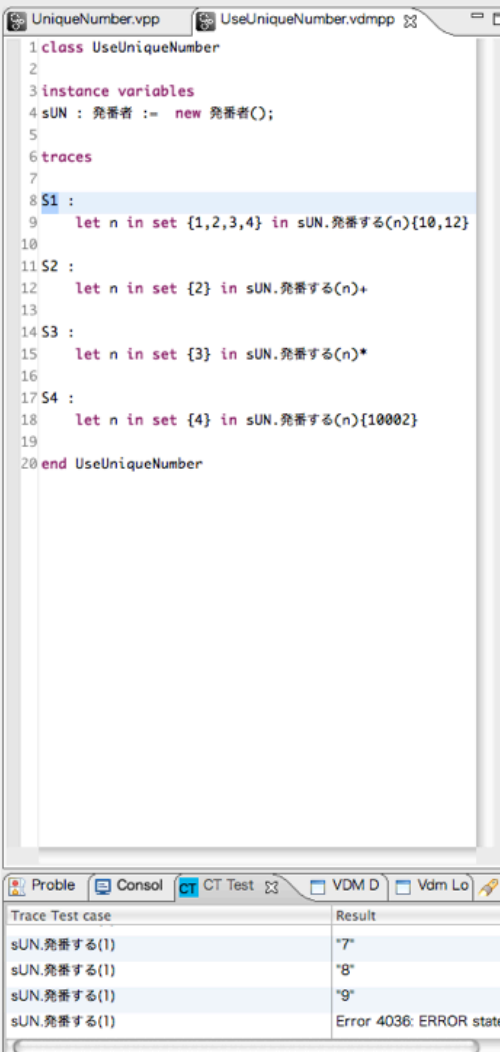 UniqueNumber.vpp UseUniqueNumber.vdmpp
1 class UseUniqueNumber
2
3 instance variables
4 sUN : 発番者 := new 発番者();
5
6 traces
7
8 S1 :
9 let n in set {1,2,3,4} in sUN.発番する(n){10,12}
10
11 S2 :
12 let n in set {2} in sUN.発番する(n)+
13
14 S3 :
15 let n in set {3} in sUN.発番する(n)*
16
17 S4 :
18 let n in set {4} in sUN.発番する(n){10002}
19
20 end UseUniqueNumber
Proble Consol CT CT Test VDM D Vdm Lo
Trace Test case Result
sUN.発番する(1) "7"
sUN.発番する(1) "8"
sUN.発番する(1) "9"
sUN.発番する(1) Error 4036: ERROR state